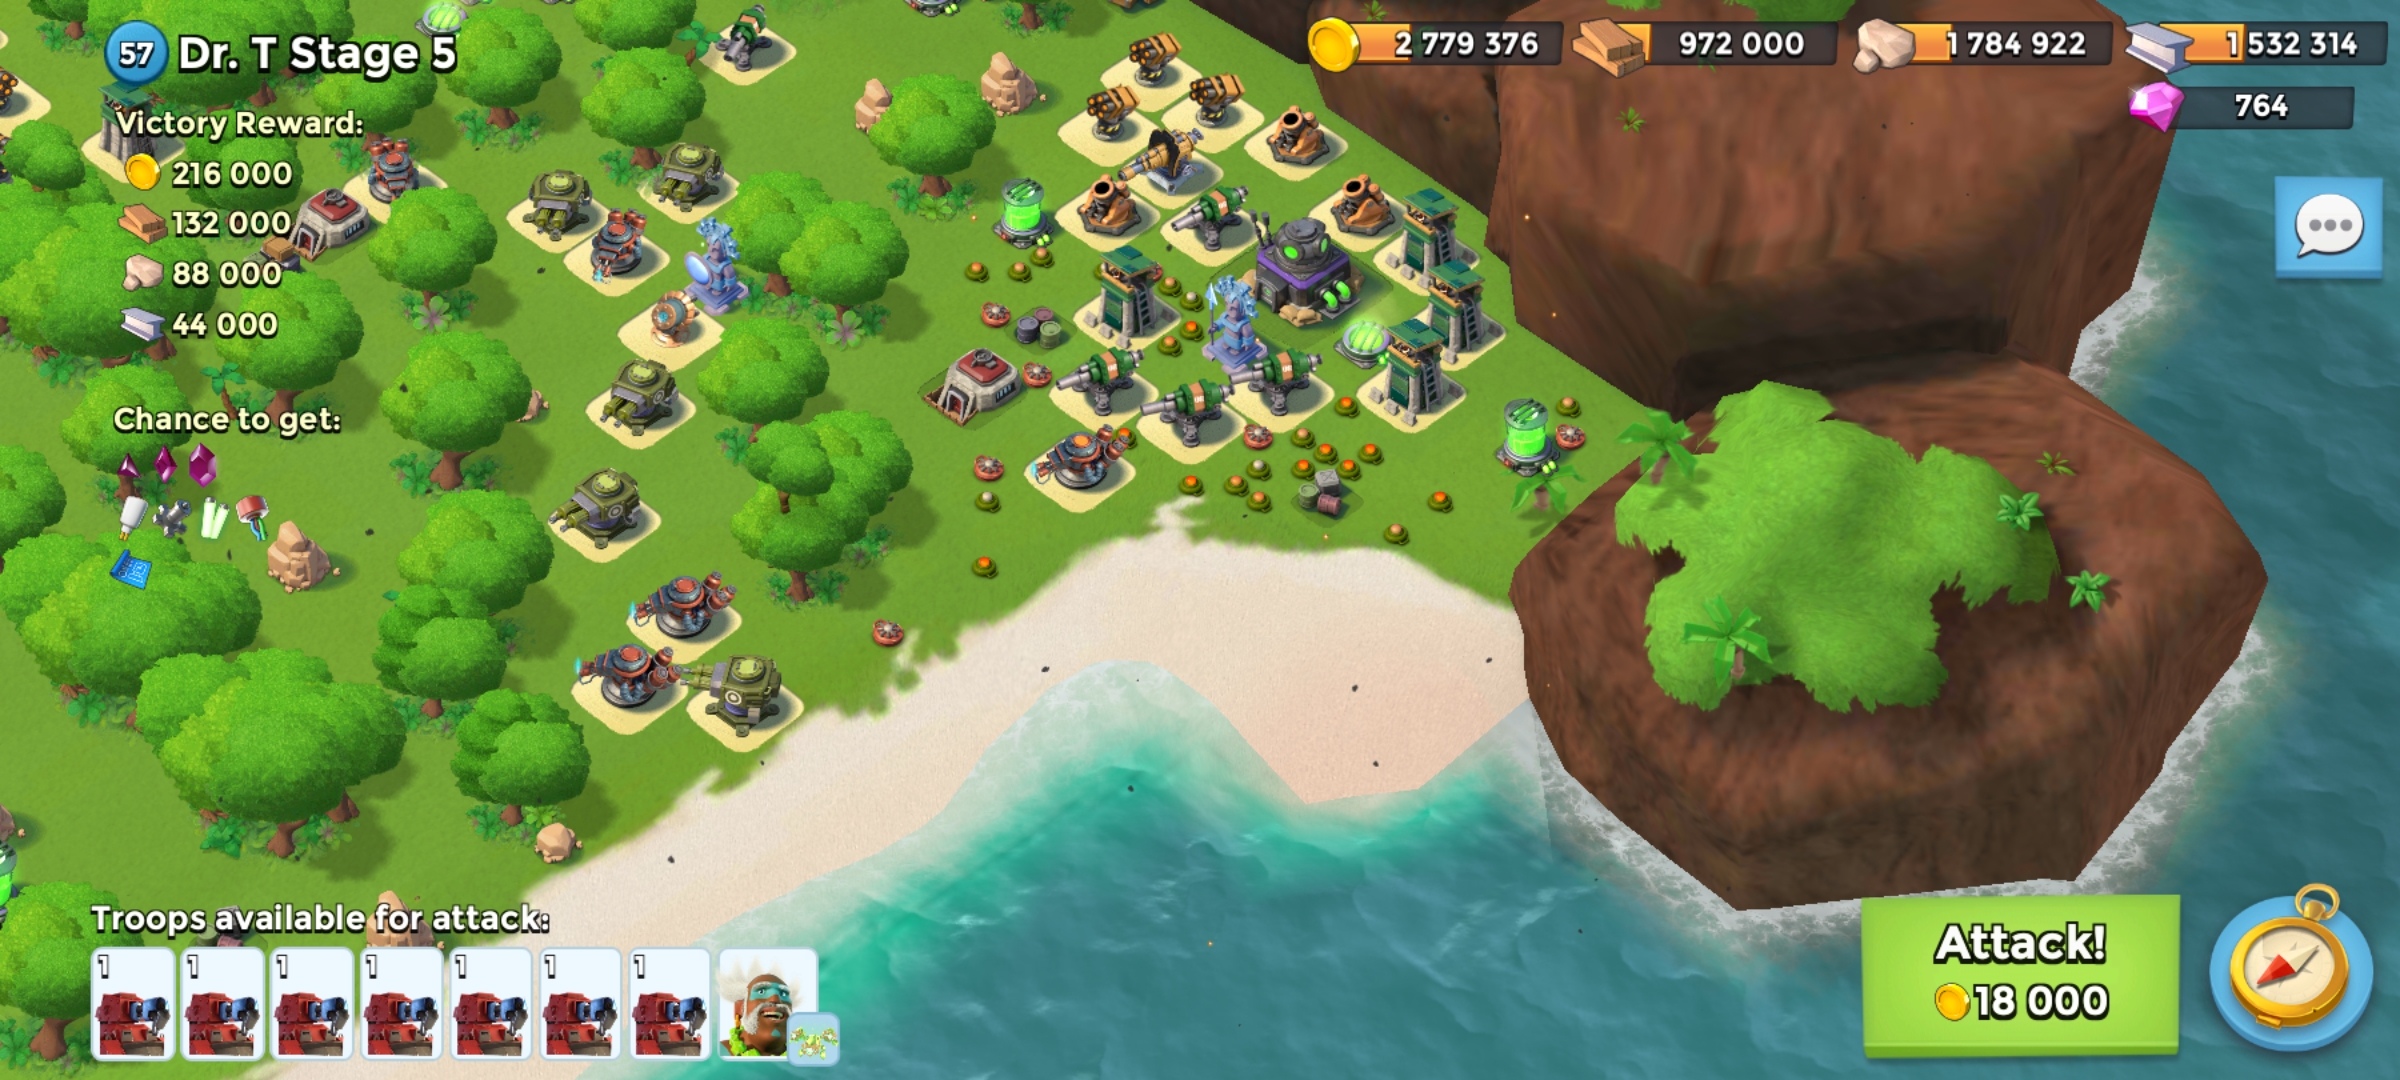 57 Dr. T Stage 5
2 779 376
972 000
1 784 922
1 532 314
764
Victory Reward:
216 000
132 000
88 000
44 000
Chance to get:
Troops available for attack:
1 1 1 1 1 1 1
Attack!
18 000